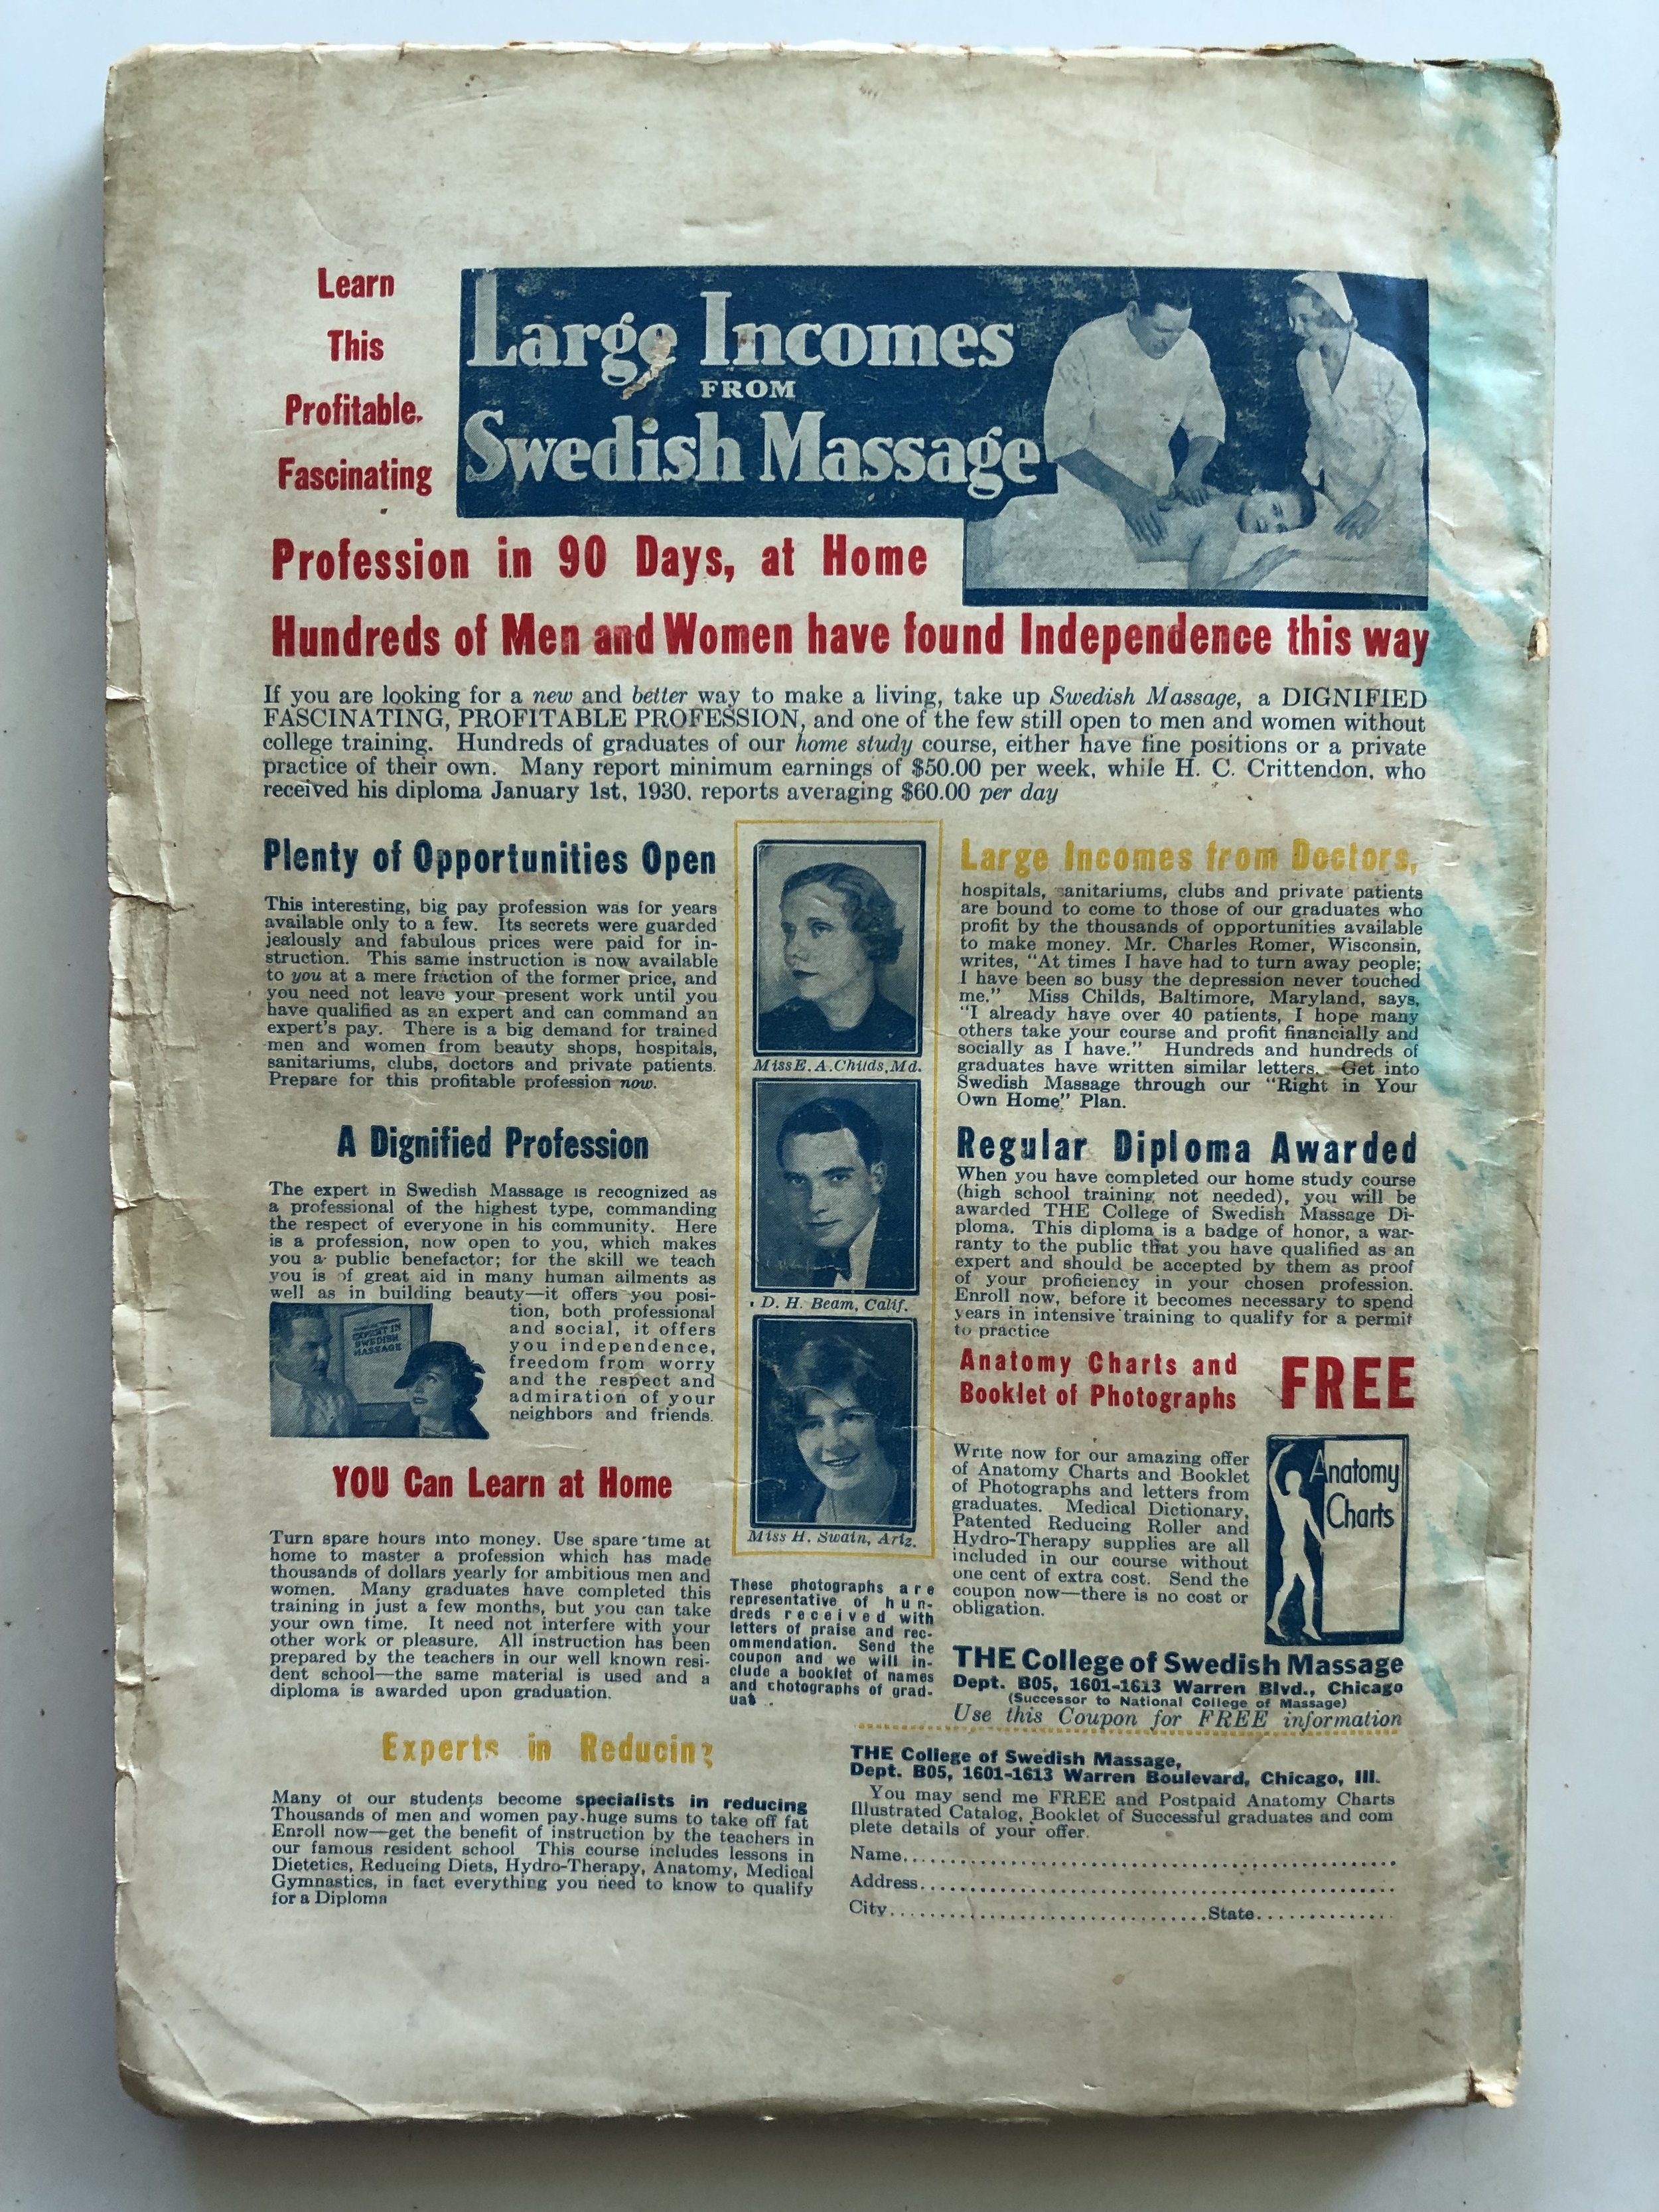 Learn
This
Profitable.
Fascinating
Large Incomes
FROM
Swedish Massage
Profession in 90 Days, at Home
Hundreds of Men and Women have found Independence this way
If you are looking for a new and better way to make a living, take up Swedish Massage, a DIGNIFIED
FASCINATING, PROFITABLE PROFESSION, and one of the few still open to men and women without
college training. Hundreds of graduates of our home study course, either have fine positions or a private
practice of their own. Many report minimum earnings of $50.00 per week, while H. C. Crittendon, who
received his diploma January 1st, 1930, reports averaging $60.00 per day
Plenty of Opportunities Open
This interesting, big pay profession was for years
available only to a few. Its secrets were guarded
jealously and fabulous prices were paid for in-
struction. This same instruction is now available
to you at a mere fraction of the former price, and
you need not leave your present work until you
have qualified as an expert and can command an
expert's pay. There is a big demand for trained
men and women from beauty shops, hospitals,
sanitariums, clubs, doctors and private patients.
Prepare for this profitable profession now.
A Dignified Profession
The expert in Swedish Massage is recognized as
a professional of the highest type, commanding
the respect of everyone in his community. Here
is a profession, now open to you, which makes
you a public benefactor; for the skill we teach
you is of great aid in many human ailments as
well as in building beauty—it offers you posi-
tion, both professional
and social, it offers
you independence,
freedom from worry
and the respect and
admiration of your
neighbors and friends.
EXPERT IN
SWEDISH
MASSAGE
YOU Can Learn at Home
Turn spare hours into money. Use spare time at
home to master a profession which has made
thousands of dollars yearly for ambitious men and
women. Many graduates have completed this
training in just a few months, but you can take
your own time. It need not interfere with your
other work or pleasure. All instruction has been
prepared by the teachers in our well known resi-
dent school—the same material is used and a
diploma is awarded upon graduation.
Experts in Reducing
Many of our students become specialists in reducing
Thousands of men and women pay huge sums to take off fat
Enroll now—get the benefit of instruction by the teachers in
our famous resident school This course includes lessons in
Dietetics, Reducing Diets, Hydro-Therapy, Anatomy, Medical
Gymnastics, in fact everything you need to know to qualify
for a Diploma
Miss E. A. Childs, Md.
D. H. Beam, Calif.
Miss H. Swain, Ariz.
These photographs are
representative of hun-
dreds received with
letters of praise and rec-
ommendation. Send the
coupon and we will in-
clude a booklet of names
and photographs of grad-
Large Incomes from Doctors,
hospitals, sanitariums, clubs and private patients
are bound to come to those of our graduates who
profit by the thousands of opportunities available
to make money. Mr. Charles Romer, Wisconsin,
writes, "At times I have had to turn away people;
I have been so busy the depression never touched
me." Miss Childs, Baltimore, Maryland, says,
"I already have over 40 patients, I hope many
others take your course and profit financially and
socially as I have." Hundreds and hundreds of
graduates have written similar letters. Get into
Swedish Massage through our "Right in Your
Own Home" Plan.
Regular Diploma Awarded
When you have completed our home study course
(high school training not needed), you will be
awarded THE College of Swedish Massage Di-
ploma. This diploma is a badge of honor, a war-
ranty to the public that you have qualified as an
expert and should be accepted by them as proof
of your proficiency in your chosen profession.
Enroll now, before it becomes necessary to spend
years in intensive training to qualify for a permit
to practice
Anatomy Charts and
Booklet of Photographs
FREE
Write now for our amazing offer
of Anatomy Charts and Booklet
of Photographs and letters from
graduates. Medical Dictionary,
Patented Reducing Roller and
Hydro-Therapy supplies are all
included in our course without
one cent of extra cost. Send the
coupon now—there is no cost or
obligation.
Anatomy
Charts
THE College of Swedish Massage
Dept. B05, 1601-1613 Warren Blvd., Chicago
(Successor to National College of Massage)
Use this Coupon for FREE information
THE College of Swedish Massage,
Dept. B05, 1601-1613 Warren Boulevard, Chicago, Ill.
You may send me FREE and Postpaid Anatomy Charts
Illustrated Catalog, Booklet of Successful graduates and com
plete details of your offer.
Name
Address
City State